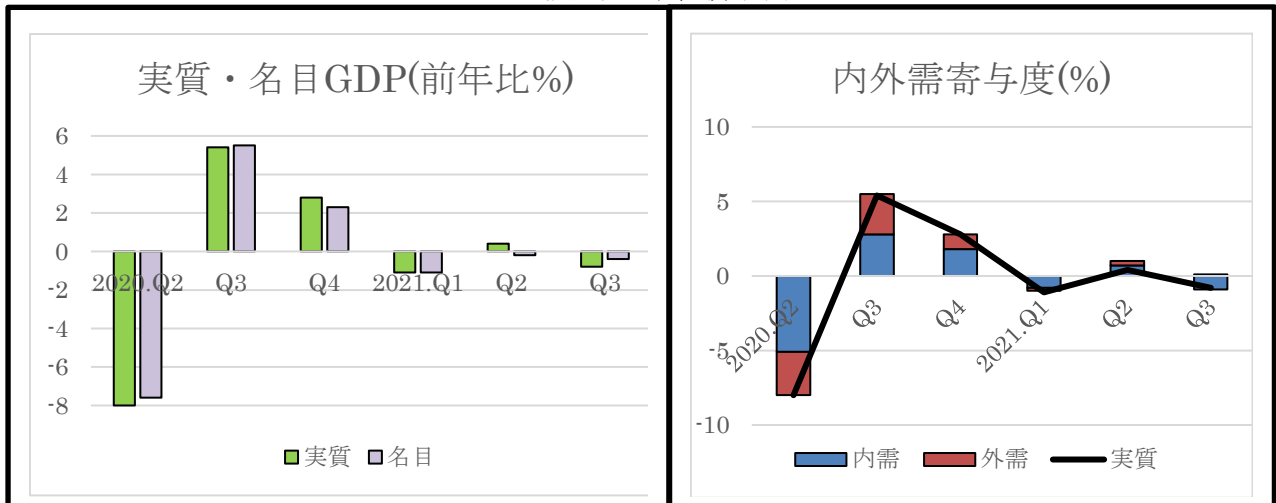 実質・名目GDP(前年比%)
6
4
2
0
-2
-4
-6
-8
2020.Q2
Q3
Q4
2021.Q1
Q2
Q3
実質 名目
内外需寄与度(%)
10
5
0
-5
-10
2020.Q2
Q3
Q4
2021.Q1
Q2
Q3
内需 外需 実質